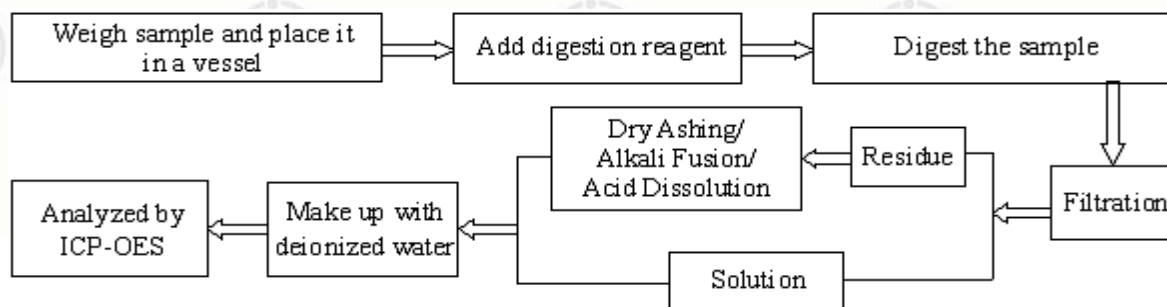 Weigh sample and place it
in a vessel
Add digestion reagent
Digest the sample
Filtration
Residue
Dry Ashing/
Alkali Fusion/
Acid Dissolution
Solution
Make up with
deionized water
Analyzed by
ICP-OES